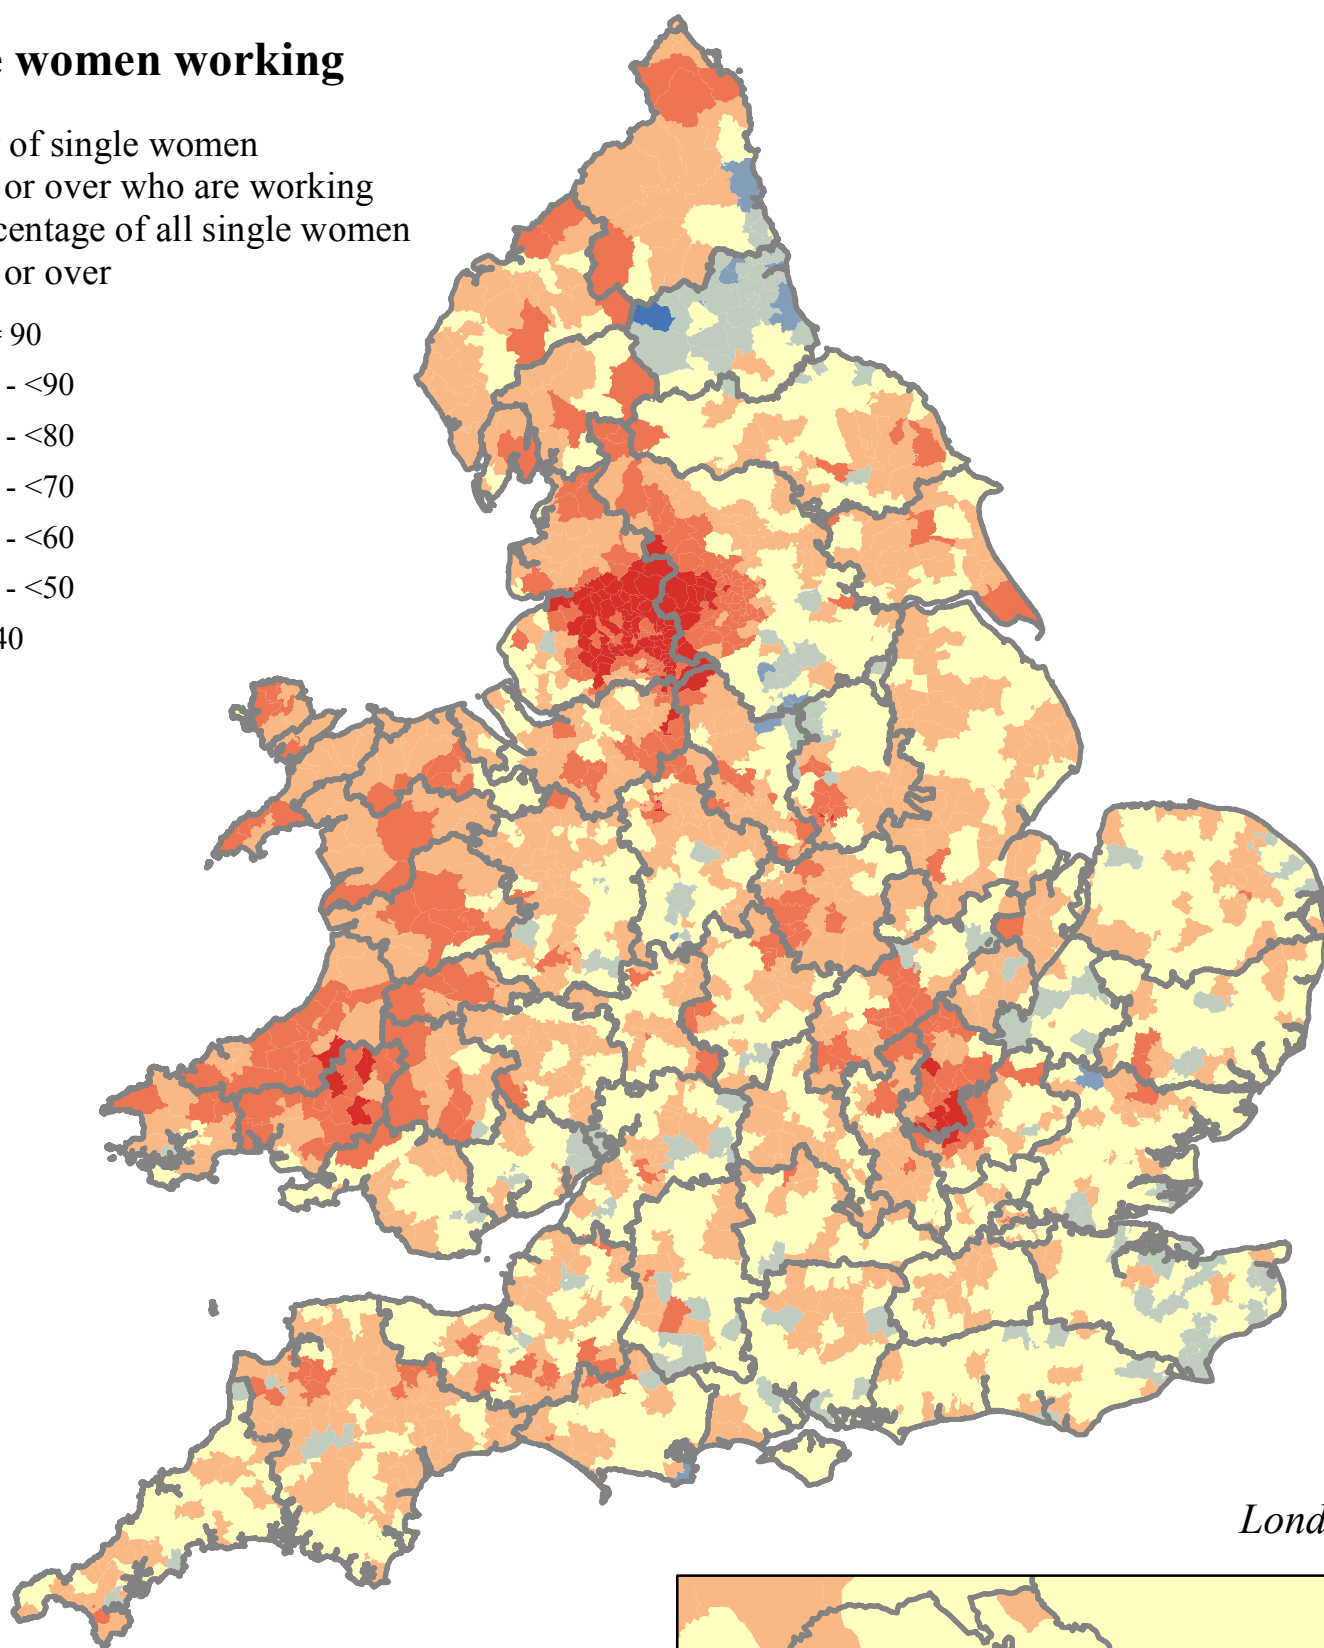 women working
of single women
or over who are working
centage of all single women
or over
90
- <90
- <80
- <70
- <60
- <50
40
Lond